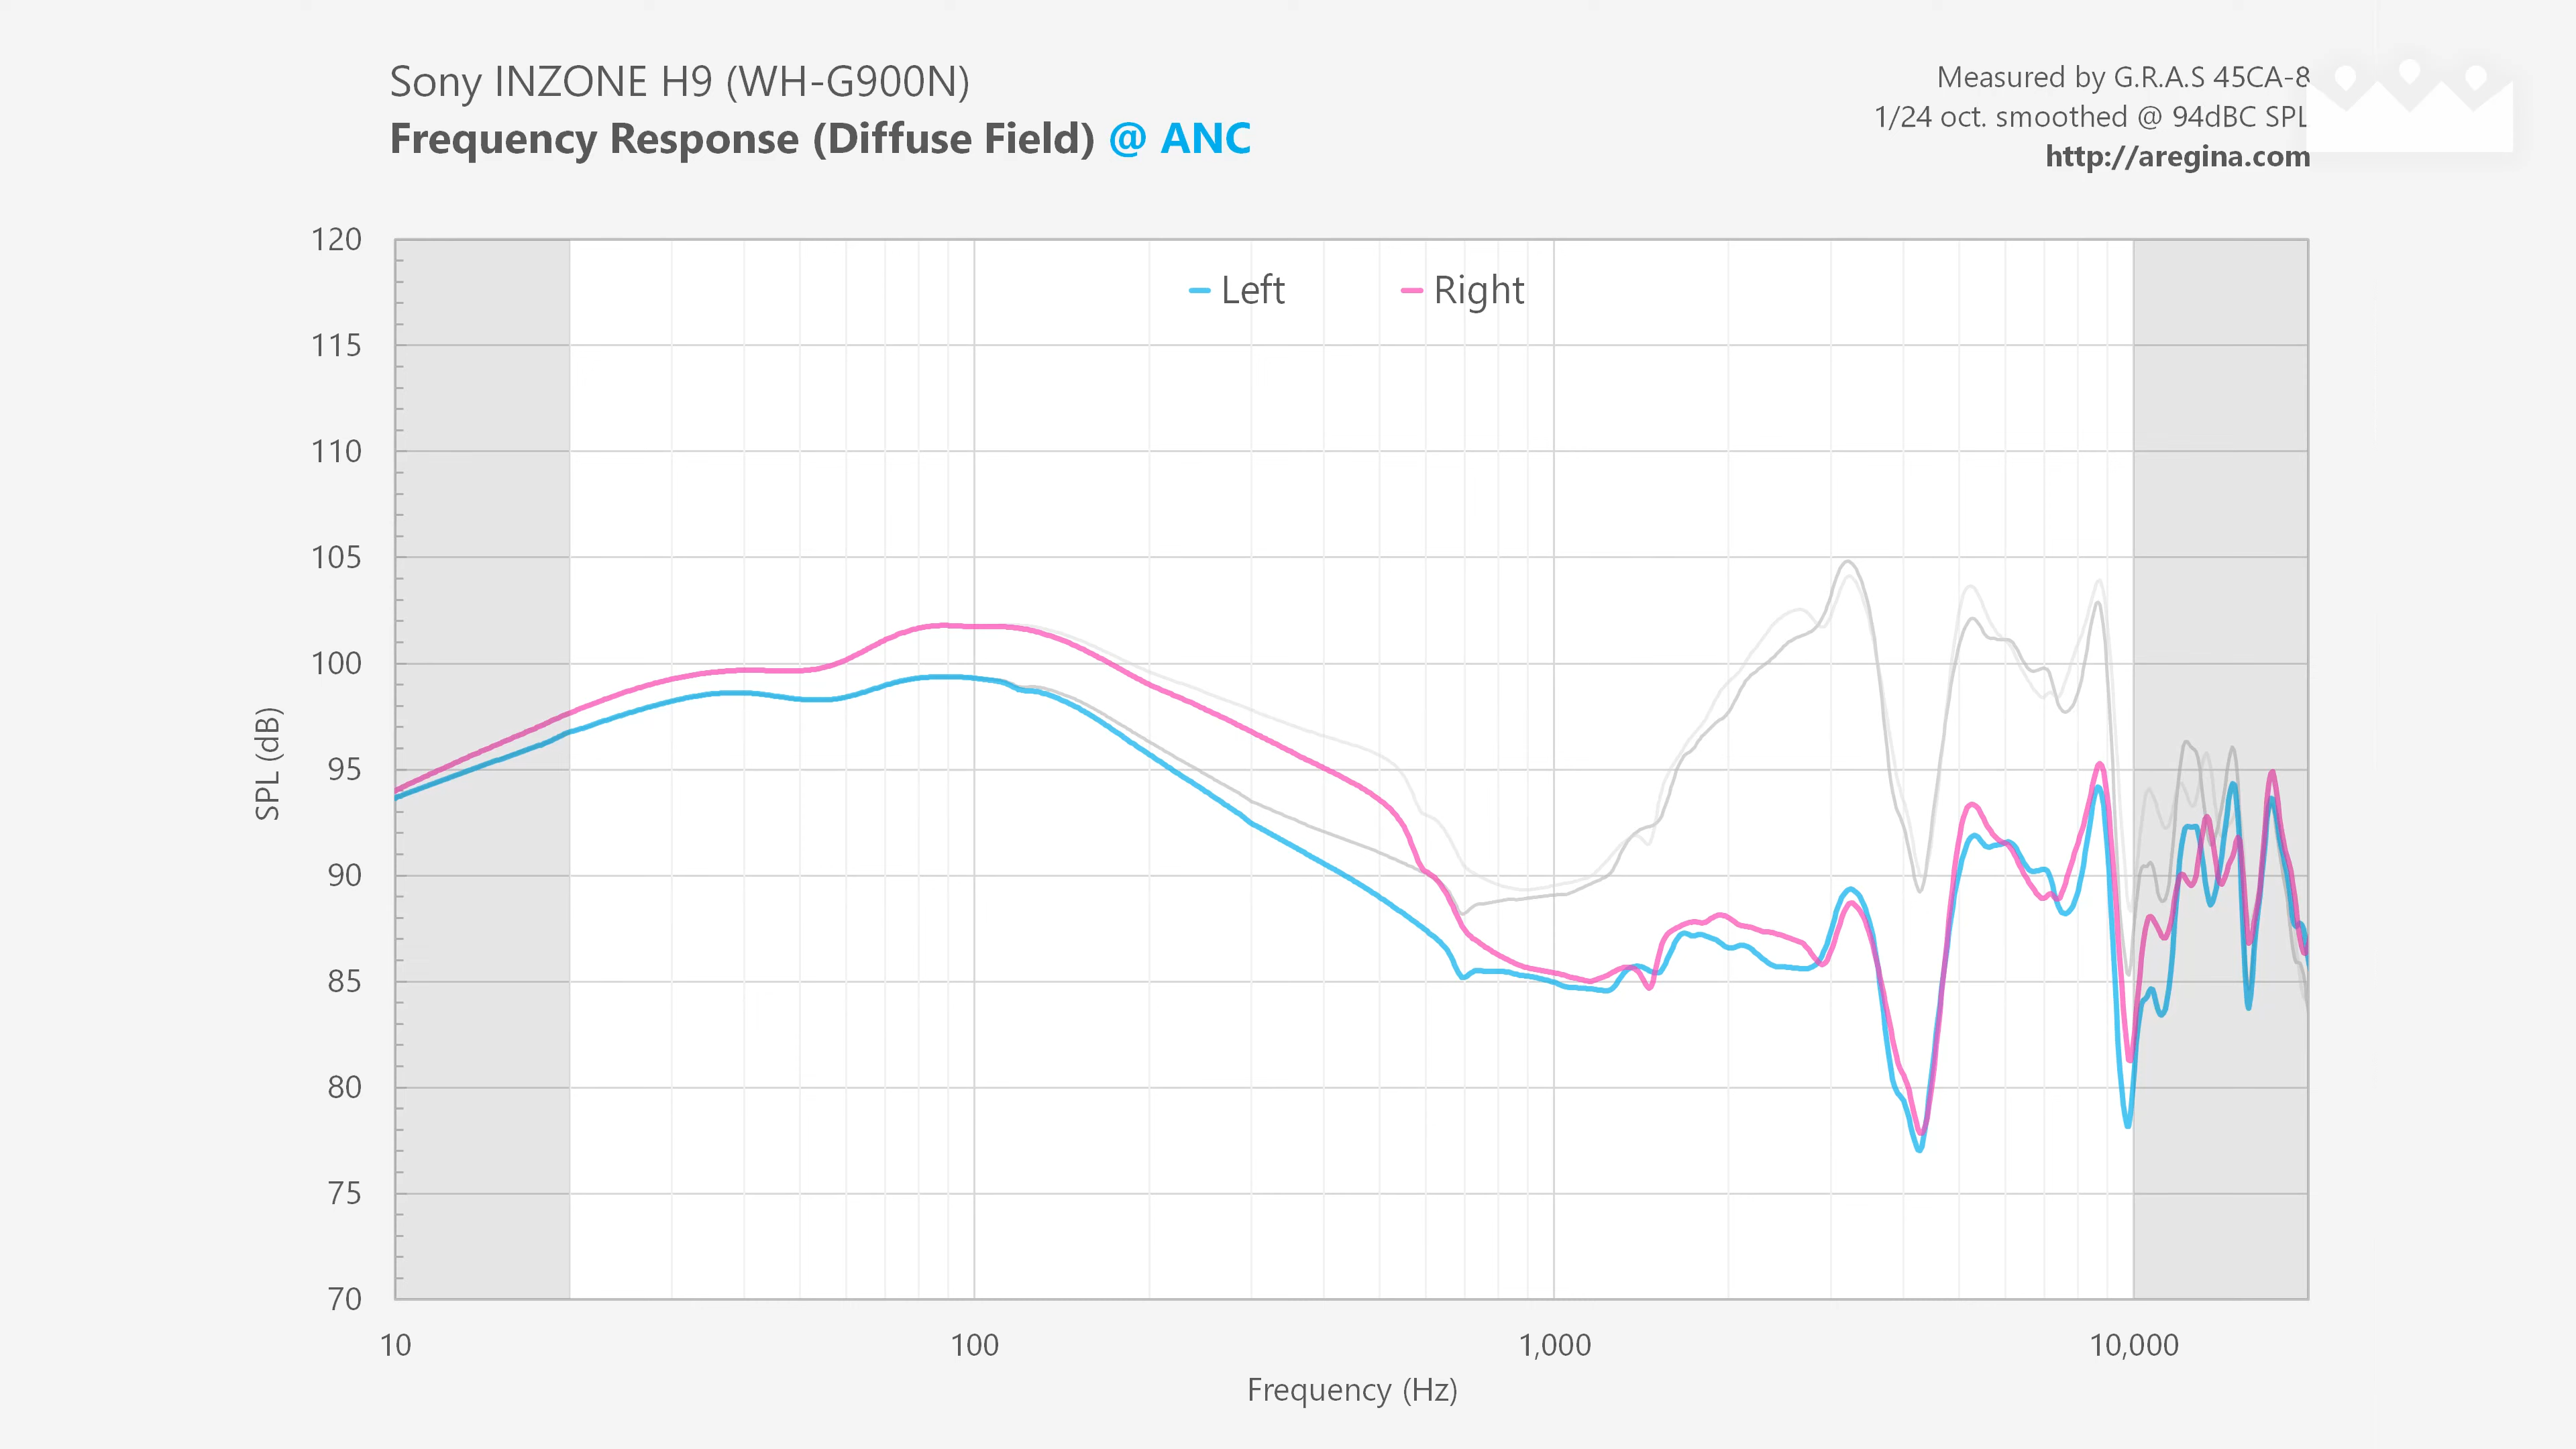 Sony INZONE H9 (WH-G900N)
Frequency Response (Diffuse Field) @ ANC
Measured by G.R.A.S 45CA-8
1/24 oct. smoothed @ 94dBC SPL
http://aregina.com
Left
Right
120
115
110
105
100
95
90
85
80
75
70
SPL (dB)
10
100
1,000
10,000
Frequency (Hz)